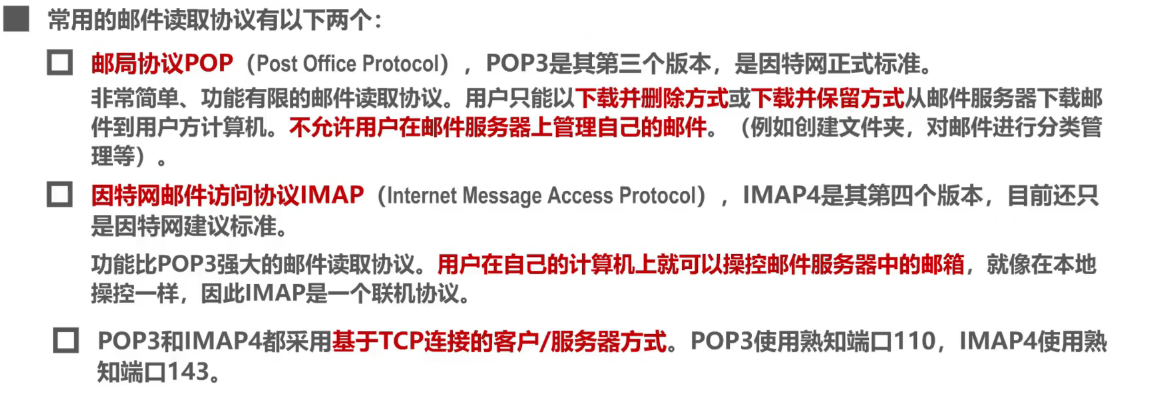 常用的邮件读取协议有以下两个：
邮局协议POP（Post Office Protocol），POP3是其第三个版本，是因特网正式标准。
非常简单、功能有限的邮件读取协议。用户只能以下载并删除方式或下载并保留方式从邮件服务器下载邮
件到用户方计算机。不允许用户在邮件服务器上管理自己的邮件。（例如创建文件夹，对邮件进行分类管
理等）。
因特网邮件访问协议IMAP（Internet Message Access Protocol），IMAP4是其第四个版本，目前还只
是因特网建议标准。
功能比POP3强大的邮件读取协议。用户在自己的计算机上就可以操控邮件服务器中的邮箱，就像在本地
操控一样，因此IMAP是一个联机协议。
POP3和IMAP4都采用基于TCP连接的客户/服务器方式。POP3使用熟知端口110，IMAP4使用熟
知端口143。